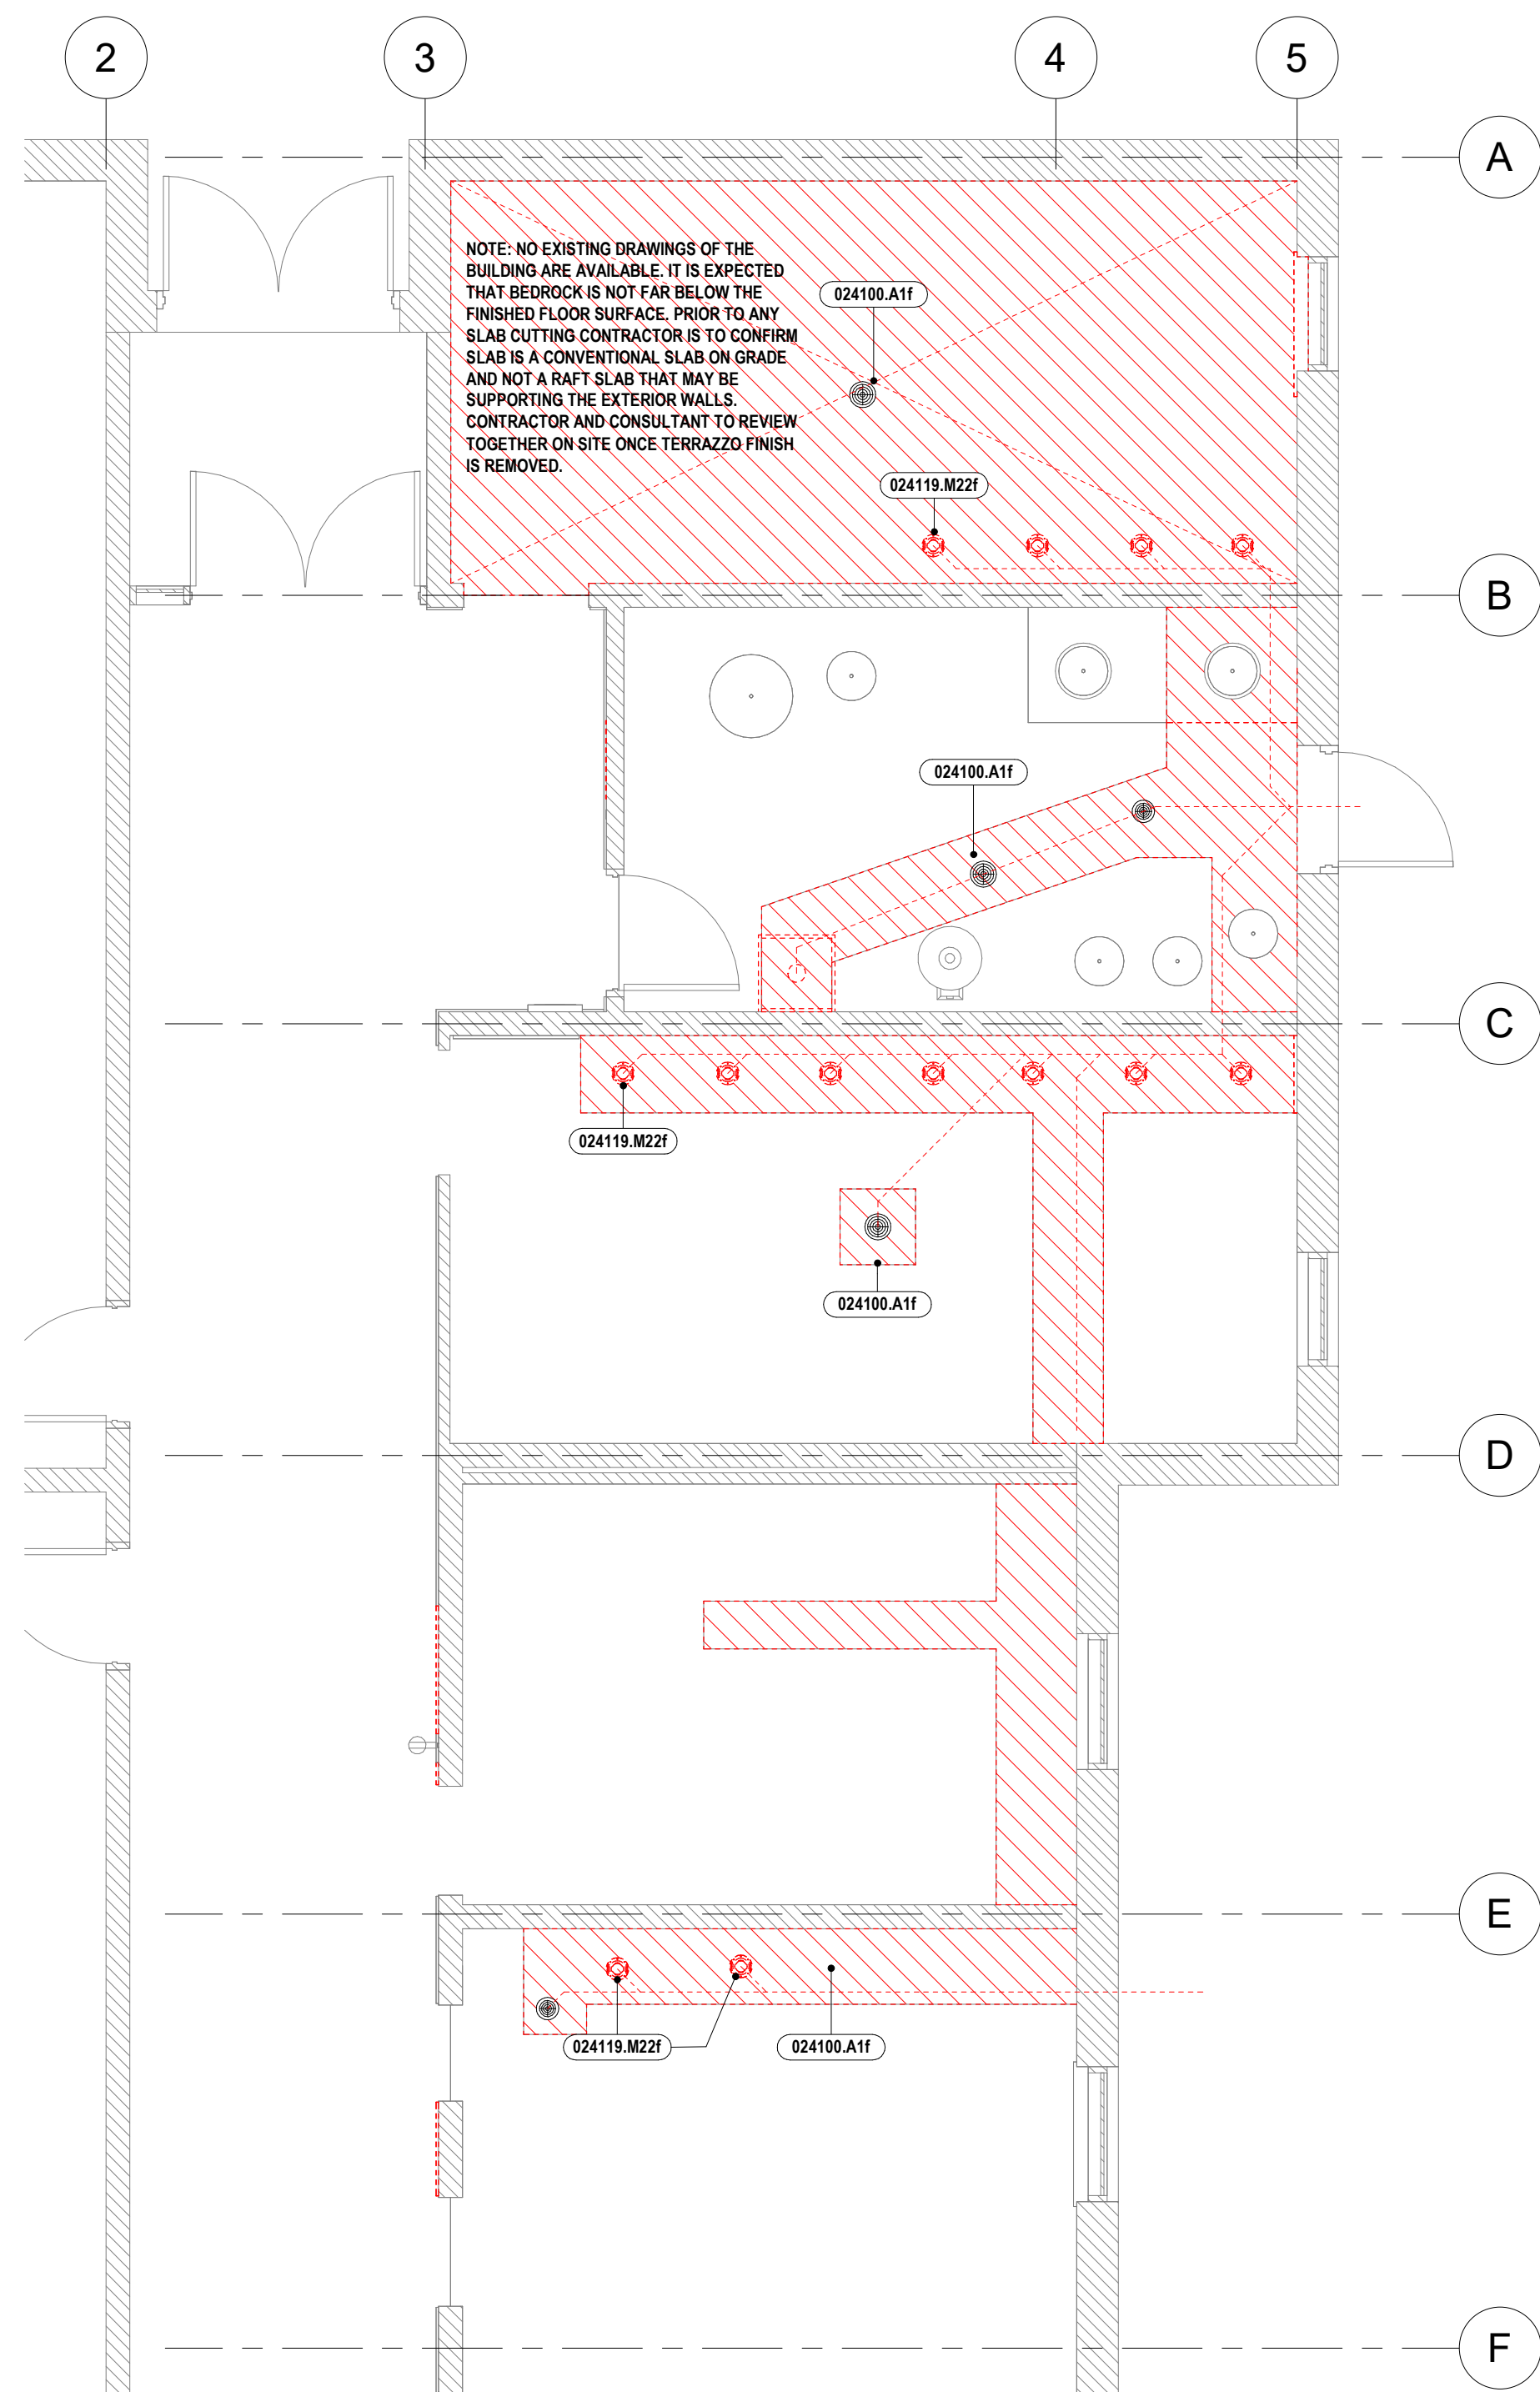 2
3
4
5
A
NOTE: NO EXISTING DRAWINGS OF THE
BUILDING ARE AVAILABLE. IT IS EXPECTED
THAT BEDROCK IS NOT FAR BELOW THE
FINISHED FLOOR SURFACE. PRIOR TO ANY
SLAB CUTTING CONTRACTOR IS TO CONFIRM
SLAB IS A CONVENTIONAL SLAB ON GRADE
AND NOT A RAFT SLAB THAT MAY BE
SUPPORTING THE EXTERIOR WALLS.
CONTRACTOR AND CONSULTANT TO REVIEW
TOGETHER ON SITE ONCE TERRAZZO FINISH
IS REMOVED.
024100.A1f
024119.M22f
B
024100.A1f
C
024119.M22f
024100.A1f
D
E
024119.M22f
024100.A1f
F